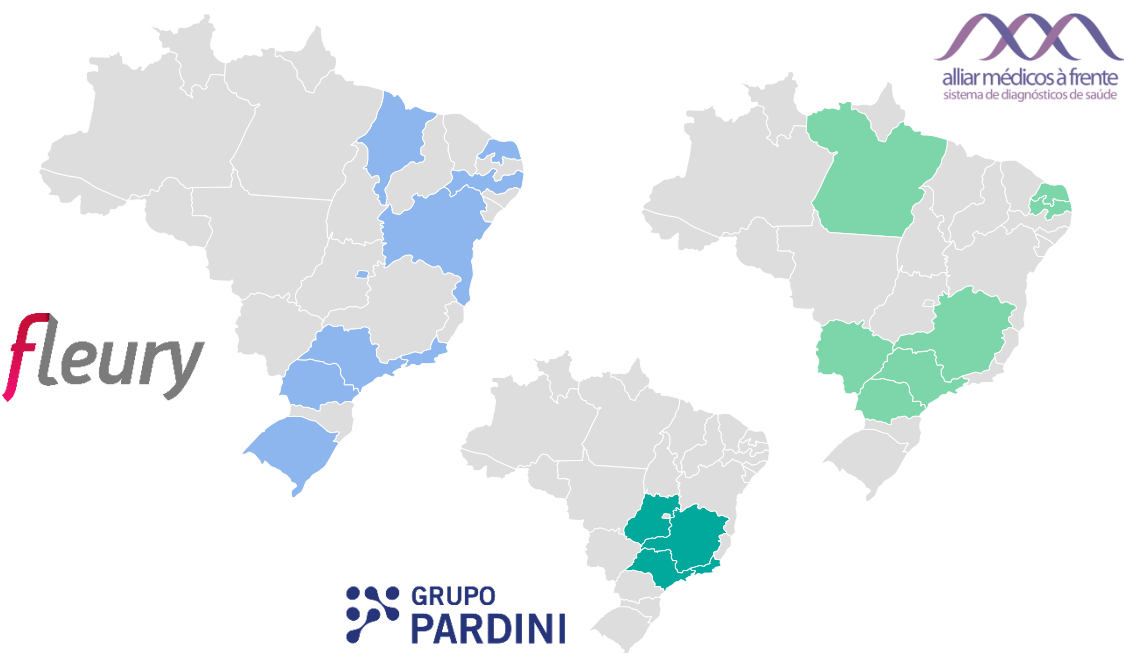 alliar médicos à frente
sistema de diagnósticos de saúde
fleury
GRUPO
PARDINI